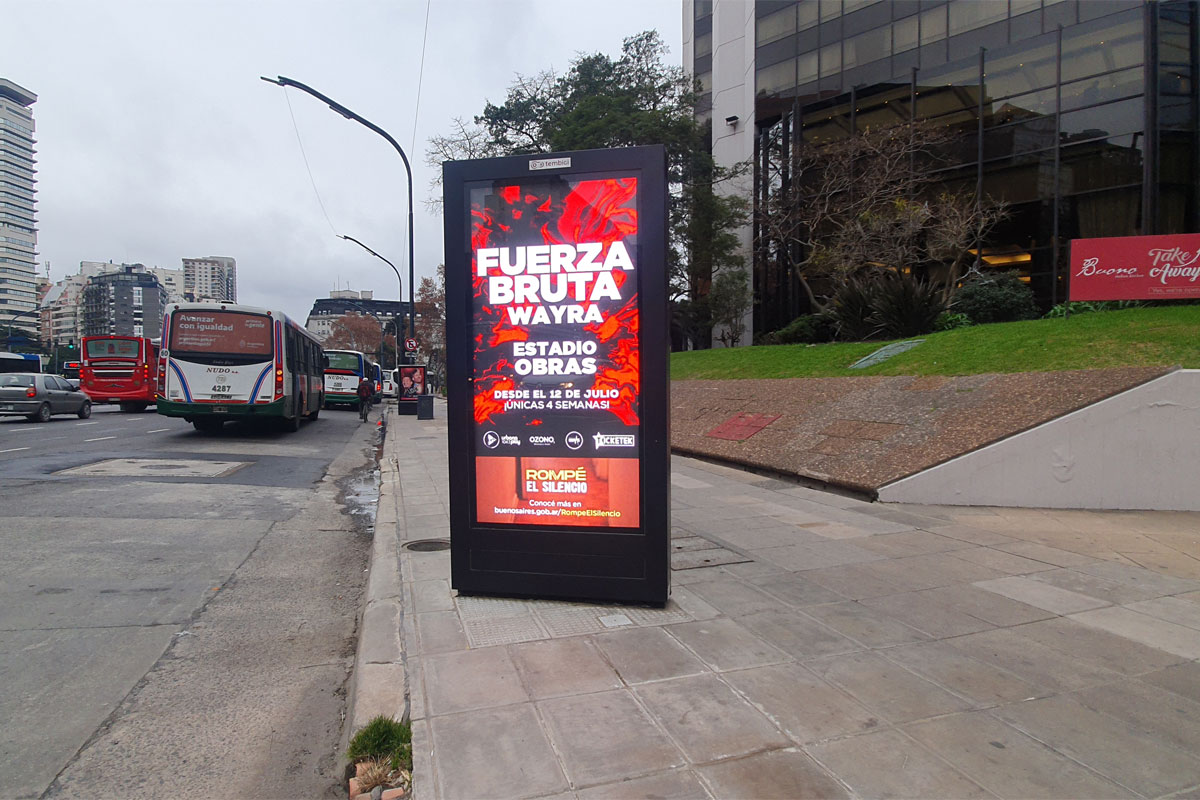 tembici
FUERZA
BRUTA
WAYRA
ESTADIO
OBRAS
DESDE EL 12 DE JULIO
¡ÚNICAS 4 SEMANAS!
OZONO
TICKETEK
ROMPÉ
EL SILENCIO
Conocé más en
buenosaires.gob.ar/RompeElSilencio
Avanzar
con igualdad
NUDO S.A.
4287
Buono
Take
Away